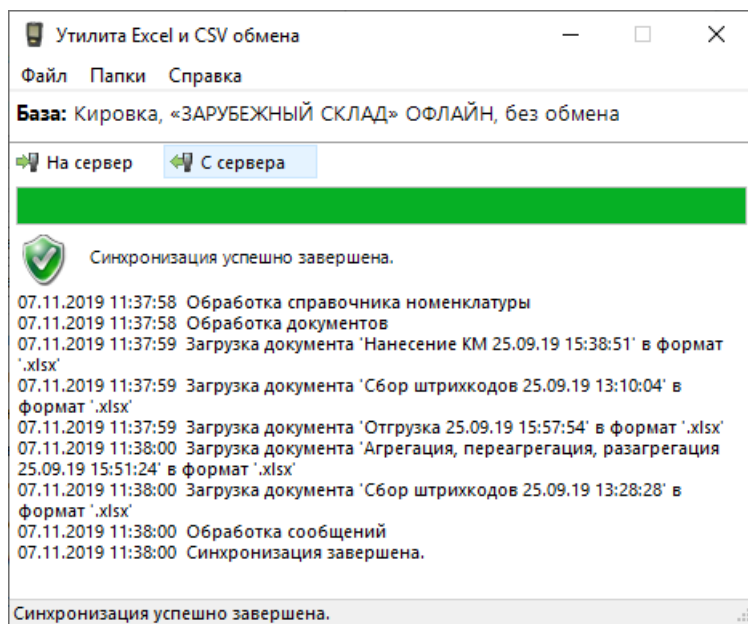 Утилита Excel и CSV обмена
Файл Папки Справка
База: Кировка, «ЗАРУБЕЖНЫЙ СКЛАД» ОФЛАЙН, без обмена
На сервер С сервера
Синхронизация успешно завершена.
07.11.2019 11:37:58 Обработка справочника номенклатуры
07.11.2019 11:37:58 Обработка документов
07.11.2019 11:37:59 Загрузка документа 'Нанесение КМ 25.09.19 15:38:51' в формат
'.xlsx'
07.11.2019 11:37:59 Загрузка документа 'Сбор штрихкодов 25.09.19 13:10:04' в
формат '.xlsx'
07.11.2019 11:37:59 Загрузка документа 'Отгрузка 25.09.19 15:57:54' в формат '.xlsx'
07.11.2019 11:38:00 Загрузка документа 'Агрегация, переагрегация, разагрегация
25.09.19 15:51:24' в формат '.xlsx'
07.11.2019 11:38:00 Загрузка документа 'Сбор штрихкодов 25.09.19 13:28:28' в
формат '.xlsx'
07.11.2019 11:38:00 Обработка сообщений
07.11.2019 11:38:00 Синхронизация завершена.
Синхронизация успешно завершена.